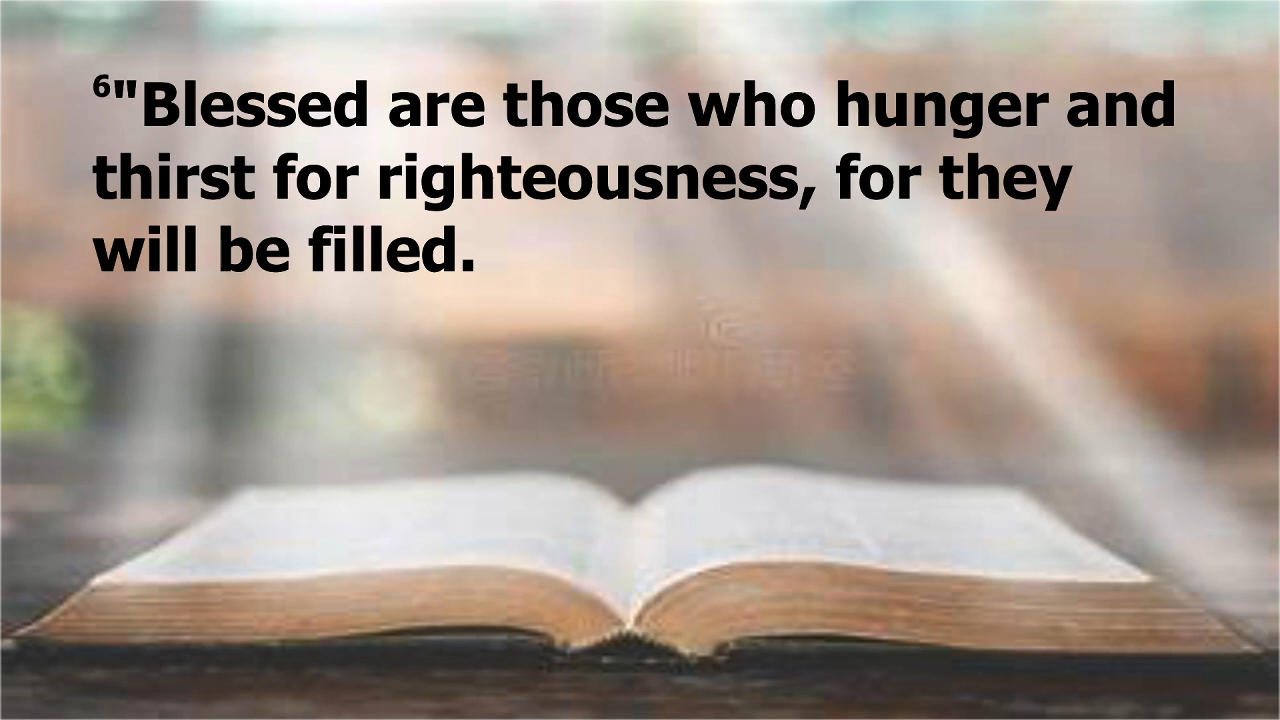 ⁶"Blessed are those who hunger and
thirst for righteousness, for they
will be filled.